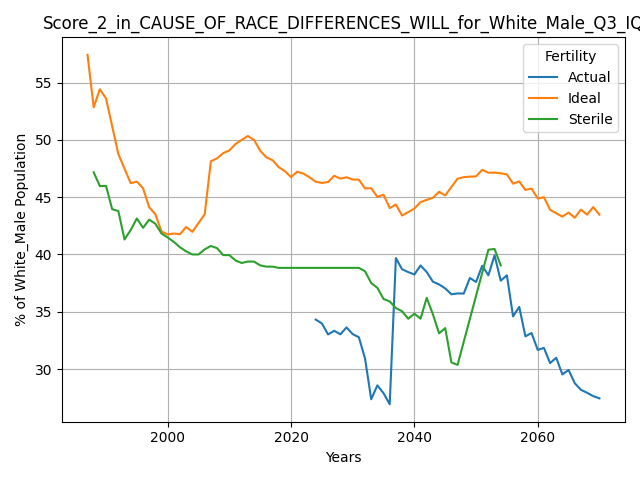 Score_2_in_CAUSE_OF_RACE_DIFFERENCES_WILL_for_White_Male_Q3_IQ
Fertility
Actual
Ideal
Sterile
% of White_Male Population
55
50
45
40
35
30
2000 2020 2040 2060
Years